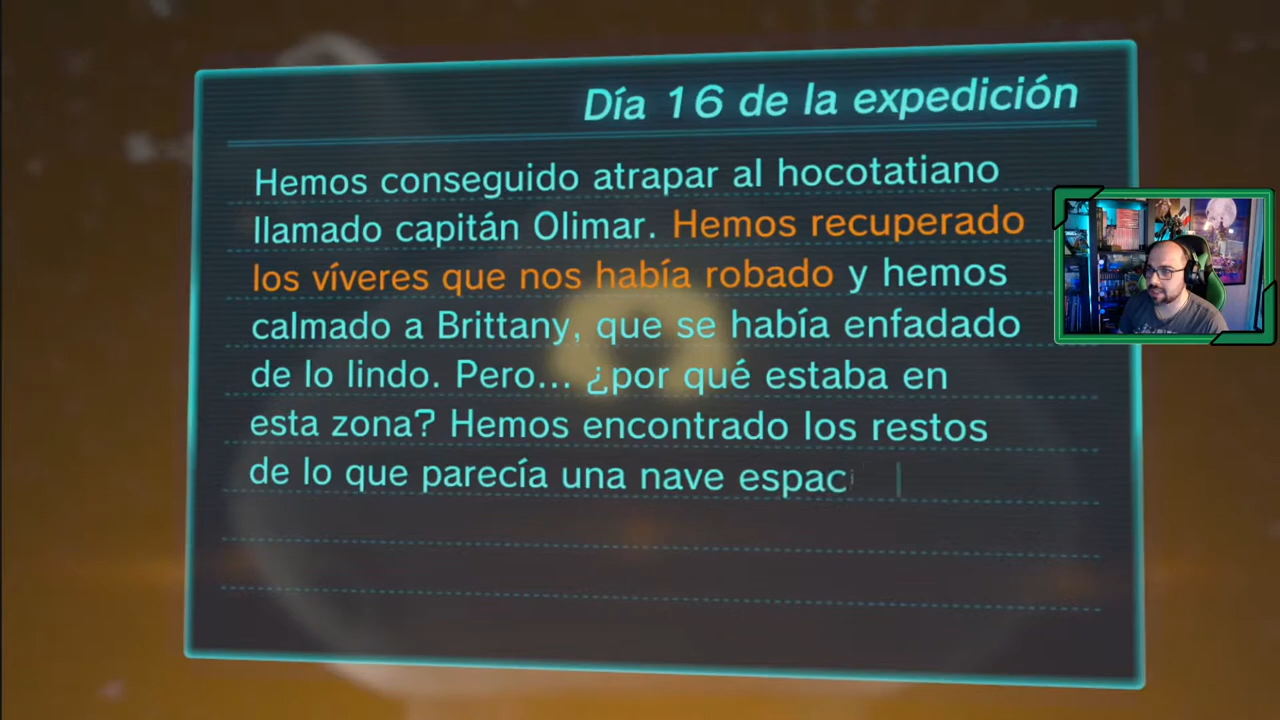 Día 16 de la expedición
Hemos conseguido atrapar al hocotatiano
llamado capitán Olimar. Hemos recuperado
los víveres que nos había robado y hemos
calmado a Brittany, que se había enfadado
de lo lindo. Pero... ¿por qué estaba en
esta zona? Hemos encontrado los restos
de lo que parecía una nave espaci